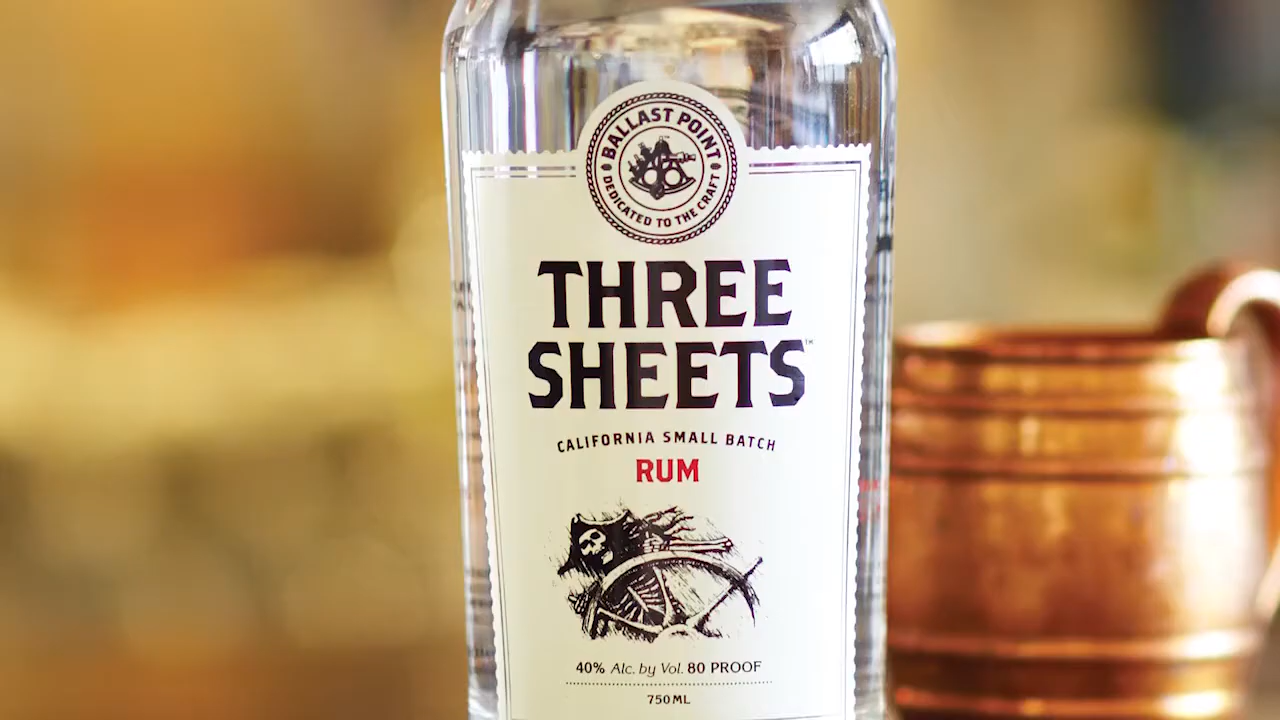 BALLAST POINT
DEDICATED TO THE CRAFT
THREE
SHEETS™
CALIFORNIA SMALL BATCH
RUM
40% Alc. by Vol. 80 PROOF
750ML